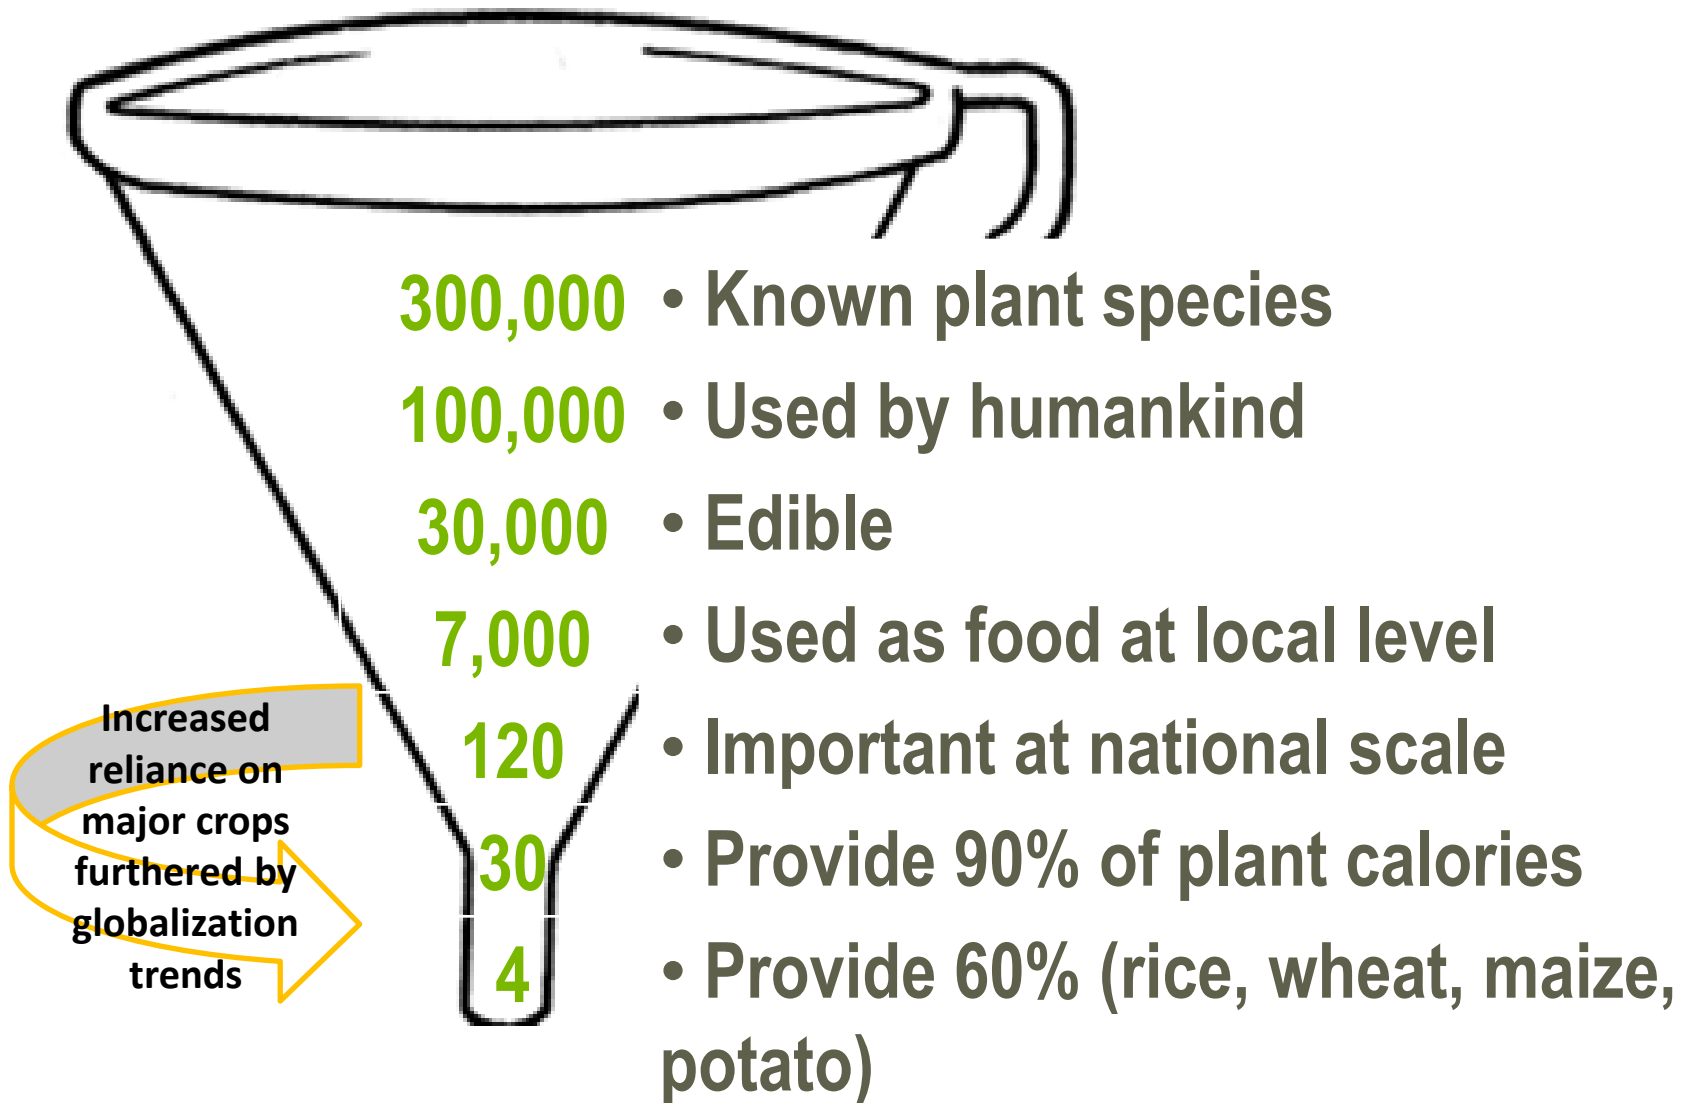 300,000 • Known plant species
100,000 • Used by humankind
30,000 • Edible
7,000 • Used as food at local level
120 • Important at national scale
30 • Provide 90% of plant calories
4 • Provide 60% (rice, wheat, maize,
potato)
Increased
reliance on
major crops
furthered by
globalization
trends